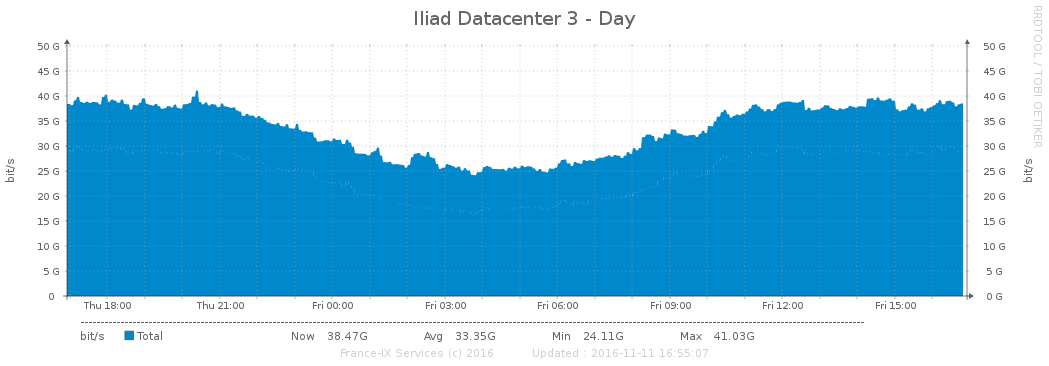 Iliad Datacenter 3 - Day
RRDTOOL / TOBI OETIKER
50 G 50 G
45 G 45 G
40 G 40 G
35 G 35 G
30 G 30 G
25 G 25 G
20 G 20 G
15 G 15 G
10 G 10 G
5 G 5 G
0 0 G
bit/s bit/s
Thu 18:00 Thu 21:00 Fri 00:00 Fri 03:00 Fri 06:00 Fri 09:00 Fri 12:00 Fri 15:00
bit/s Total Now 38.47G Avg 33.35G Min 24.11G Max 41.03G
France-IX Services (c) 2016 Updated : 2016-11-11 16:55:07